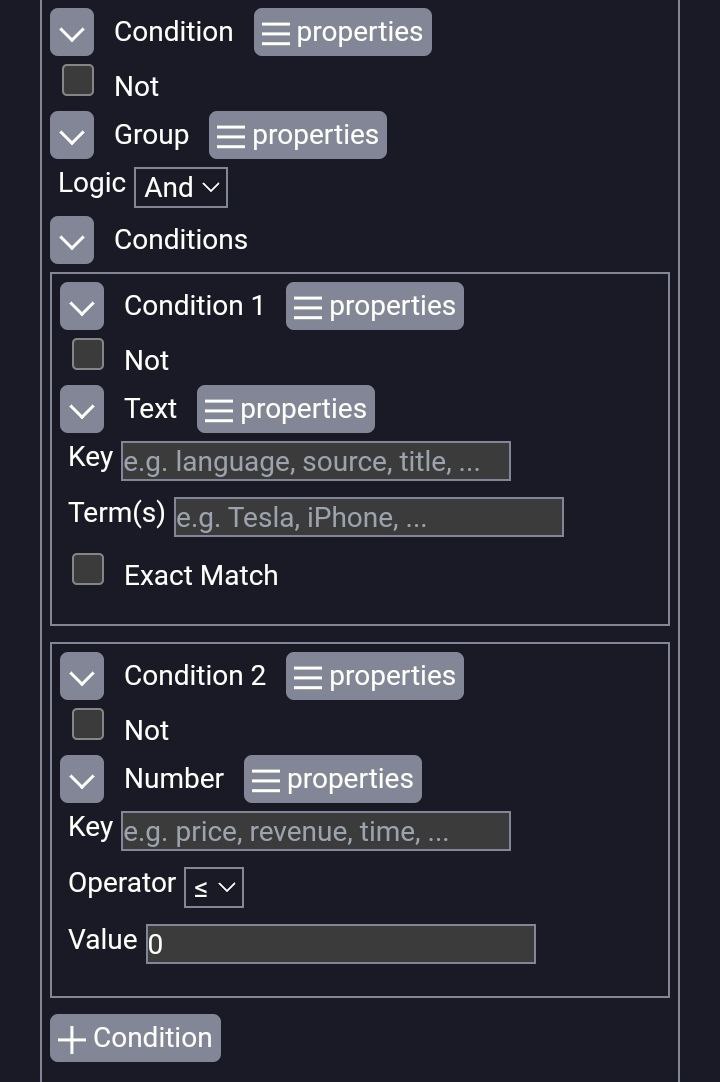 Condition properties
Not
Group properties
Logic And
Conditions
Condition 1 properties
Not
Text properties
Key e.g. language, source, title, ...
Term(s) e.g. Tesla, iPhone, ...
Exact Match
Condition 2 properties
Not
Number properties
Key e.g. price, revenue, time, ...
Operator ≤
Value 0
+ Condition